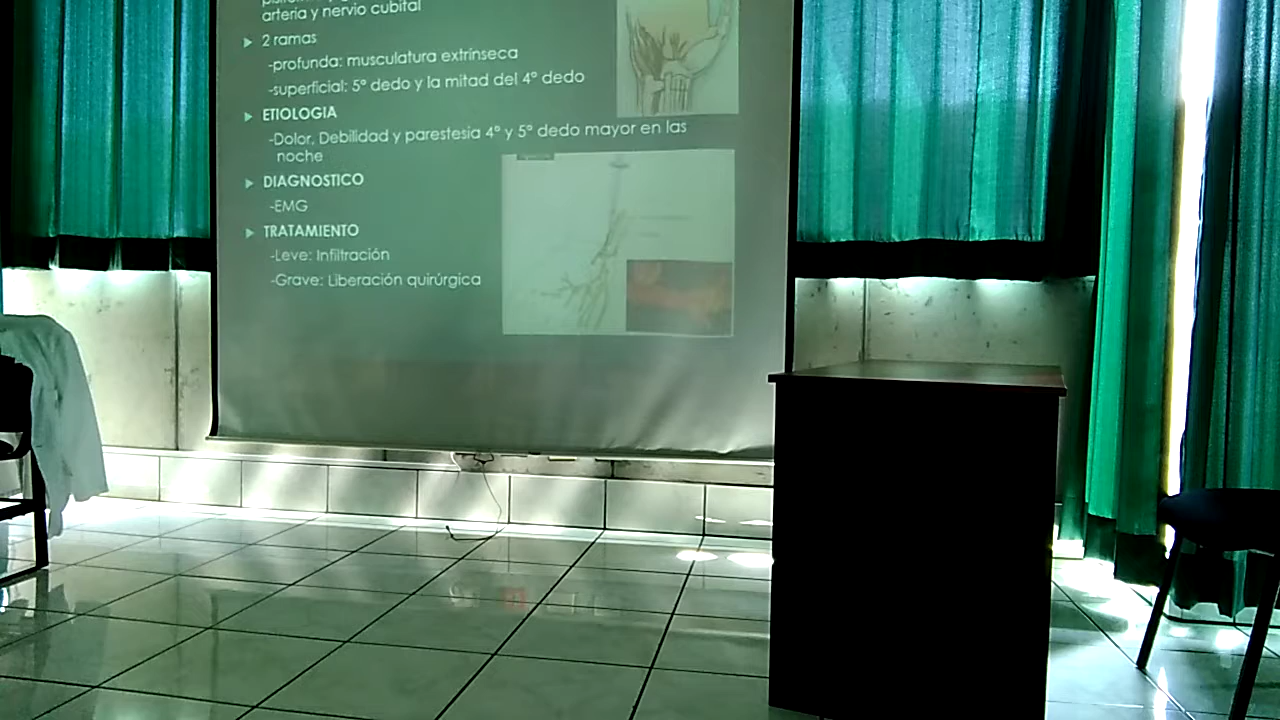 arteria y nervio cubital
2 ramas
-profunda: musculatura extrínseca
-superficial: 5° dedo y la mitad del 4° dedo
ETIOLOGIA
-Dolor, Debilidad y parestesia 4° y 5° dedo mayor en las
noche
DIAGNOSTICO
-EMG
TRATAMIENTO
-Leve: Infiltración
-Grave: Liberación quirúrgica